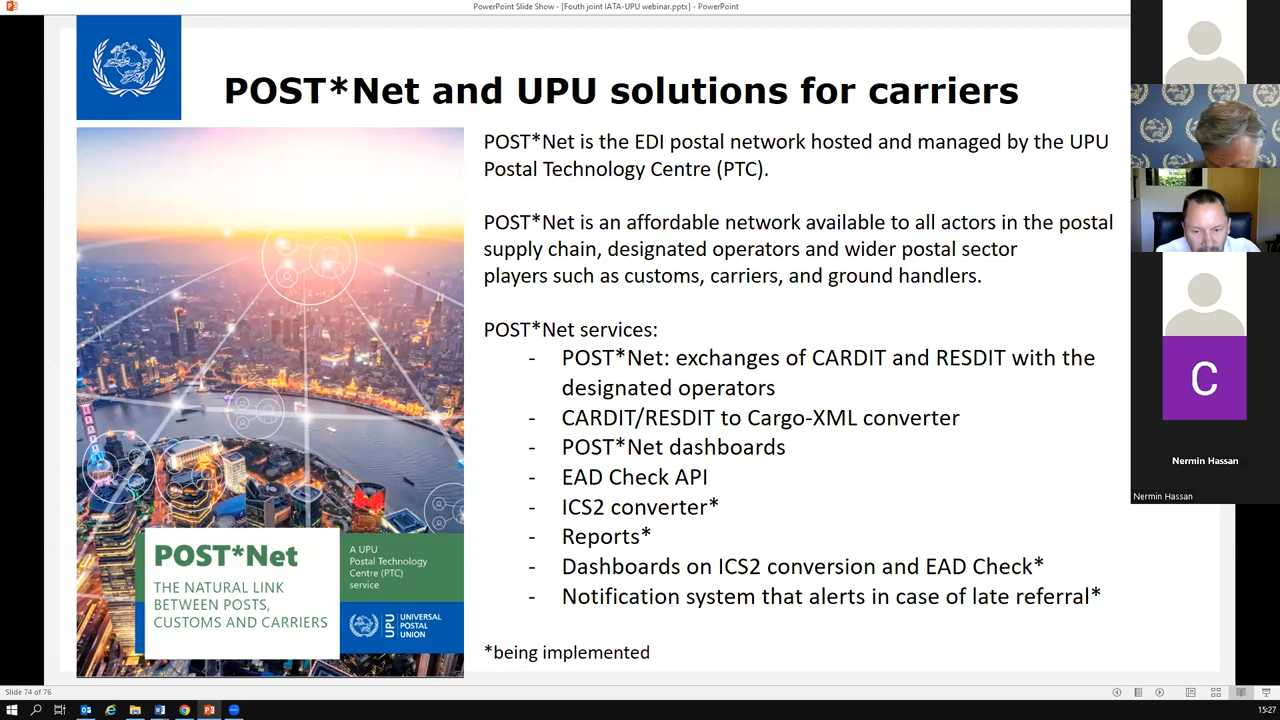 PowerPoint Slide Show - [Fouth joint IATA-UPU webinar.pptx] - PowerPoint
POST*Net and UPU solutions for carriers
POST*Net is the EDI postal network hosted and managed by the UPU
Postal Technology Centre (PTC).
POST*Net is an affordable network available to all actors in the postal
supply chain, designated operators and wider postal sector
players such as customs, carriers, and ground handlers.
POST*Net services:
- POST*Net: exchanges of CARDIT and RESDIT with the
designated operators
- CARDIT/RESDIT to Cargo-XML converter
- POST*Net dashboards
- EAD Check API
- ICS2 converter*
- Reports*
- Dashboards on ICS2 conversion and EAD Check*
- Notification system that alerts in case of late referral*
*being implemented
POST*Net
THE NATURAL LINK
BETWEEN POSTS,
CUSTOMS AND CARRIERS
A UPU
Postal Technology
Centre (PTC)
service
UPU
UNIVERSAL
POSTAL
UNION
C
Nermin Hassan
Nermin Hassan
Slide 74 of 76
15:27